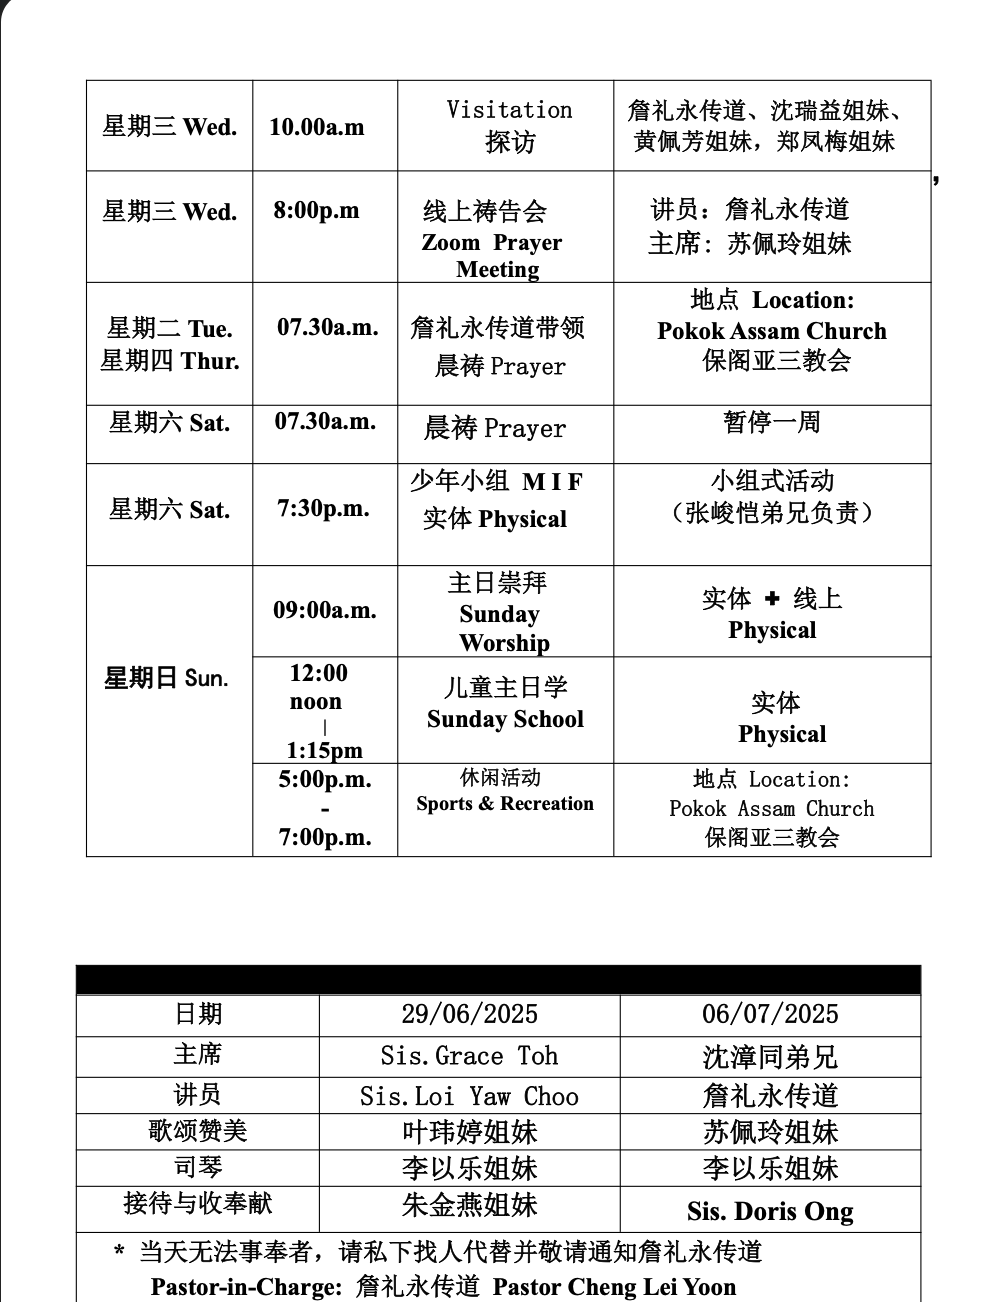 星期三 Wed.
10.00a.m
Visitation
探访
詹礼永传道、沈瑞益姐妹、
黄佩芳姐妹，郑凤梅姐妹
,
星期三 Wed.
8:00p.m
线上祷告会
Zoom Prayer
Meeting
讲员：詹礼永传道
主席：苏佩玲姐妹
星期二 Tue.
星期四 Thur.
07.30a.m.
詹礼永传道带领
晨祷 Prayer
地点 Location:
Pokok Assam Church
保阁亚三教会
星期六 Sat.
07.30a.m.
晨祷 Prayer
暂停一周
星期六 Sat.
7:30p.m.
少年小组 M I F
实体 Physical
小组式活动
（张峻恺弟兄负责）
星期日 Sun.
09:00a.m.
主日崇拜
Sunday
Worship
实体 + 线上
Physical
12:00
noon
|
1:15pm
儿童主日学
Sunday School
实体
Physical
5:00p.m.
-
7:00p.m.
休闲活动
Sports & Recreation
地点 Location:
Pokok Assam Church
保阁亚三教会
日期 29/06/2025 06/07/2025
主席 Sis.Grace Toh 沈漳同弟兄
讲员 Sis.Loi Yaw Choo 詹礼永传道
歌颂赞美 叶玮婷姐妹 苏佩玲姐妹
司琴 李以乐姐妹 李以乐姐妹
接待与收奉献 朱金燕姐妹 Sis. Doris Ong
* 当天无法事奉者，请私下找人代替并敬请通知詹礼永传道
Pastor-in-Charge: 詹礼永传道 Pastor Cheng Lei Yoon